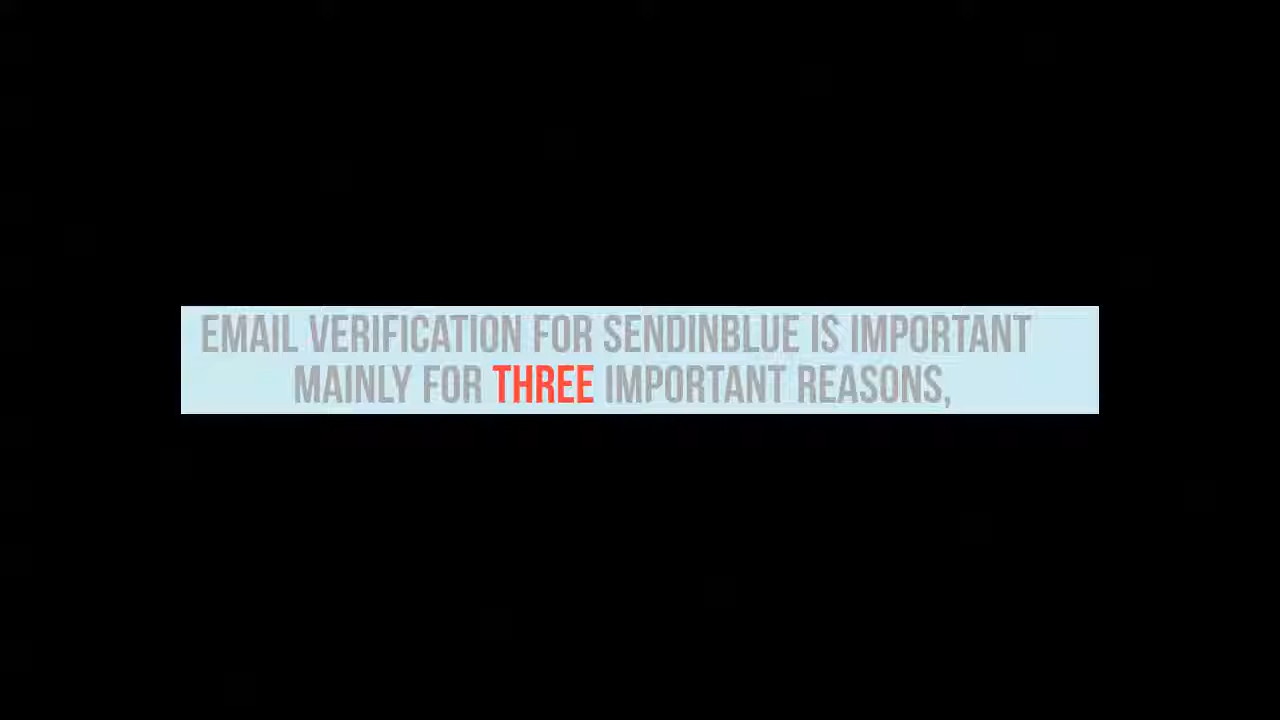 EMAIL VERIFICATION FOR SENDINBLUE IS IMPORTANT
MAINLY FOR THREE IMPORTANT REASONS,